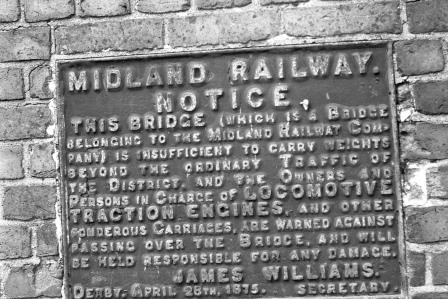 MIDLAND RAILWAY.
NOTICE.
THIS BRIDGE (WHICH IS A BRIDGE
BELONGING TO THE MIDLAND RAILWAY COM-
PANY) IS INSUFFICIENT TO CARRY WEIGHTS
BEYOND THE ORDINARY TRAFFIC OF
THE DISTRICT, AND THE OWNERS AND
PERSONS IN CHARGE OF LOCOMOTIVE
TRACTION ENGINES, AND OTHER
PONDEROUS CARRIAGES, ARE WARNED AGAINST
PASSING OVER THE BRIDGE, AND WILL
BE HELD RESPONSIBLE FOR ANY DAMAGE.
JAMES WILLIAMS.
DERBY. APRIL 28TH, 1875. SECRETARY.